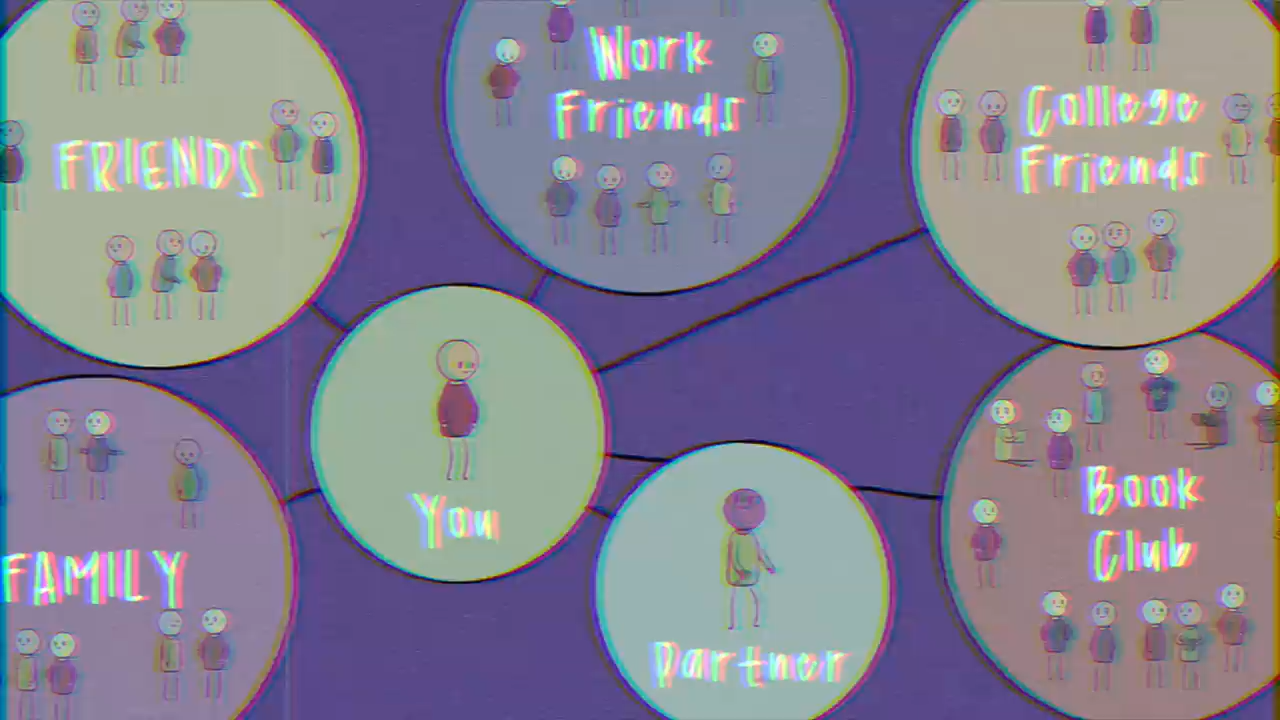 Work
Friends
College
Friends
FRIENDS
You
Book
Club
FAMILY
partner